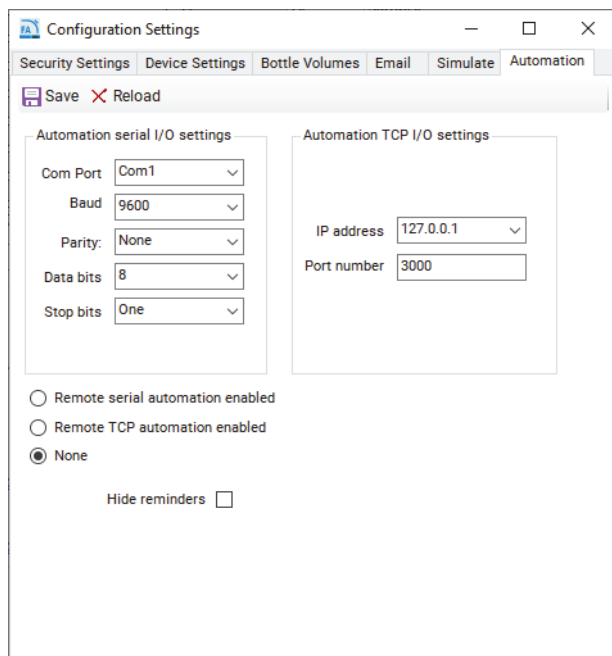 FA Configuration Settings
Security Settings Device Settings Bottle Volumes Email Simulate Automation
Save Reload
Automation serial I/O settings
Com Port Com1
Baud 9600
Parity: None
Data bits 8
Stop bits One
Automation TCP I/O settings
IP address 127.0.0.1
Port number 3000
Remote serial automation enabled
Remote TCP automation enabled
None
Hide reminders